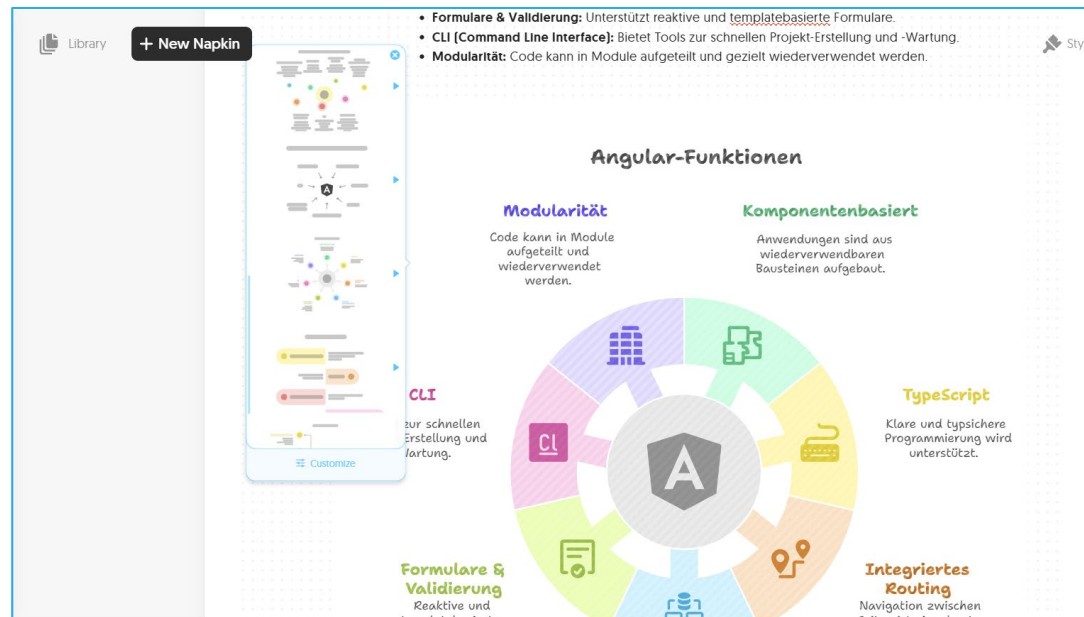 Library
+ New Napkin
Sty
• Formulare & Validierung: Unterstützt reaktive und templatebasierte Formulare.
• CLI (Command Line Interface): Bietet Tools zur schnellen Projekt-Erstellung und -Wartung.
• Modularität: Code kann in Module aufgeteilt und gezielt wiederverwendet werden.
A
Customize
Angular-Funktionen
Modularität
Code kann in Module
aufgeteilt und
wiederverwendet
werden.
Komponentenbasiert
Anwendungen sind aus
wiederverwendbaren
Bausteinen aufgebaut.
CLI
zur schnellen
Erstellung und
Wartung.
CL
A
TypeScript
Klare und typsichere
Programmierung wird
unterstützt.
Formulare &
Validierung
Reaktive und
Integriertes
Routing
Navigation zwischen